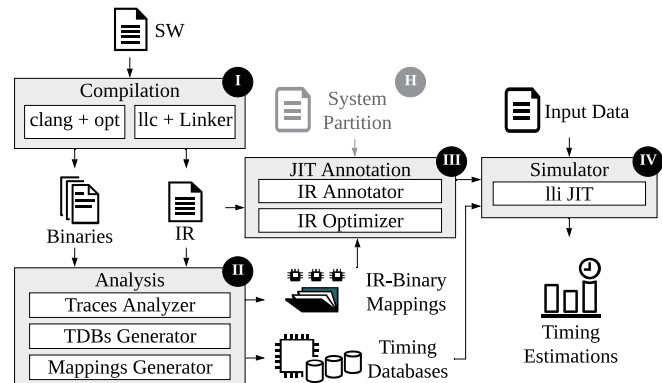 SW
I
Compilation
clang + opt
llc + Linker
Binaries
IR
II
Analysis
Traces Analyzer
TDBs Generator
Mappings Generator
H
System
Partition
III
JIT Annotation
IR Annotator
IR Optimizer
IR-Binary
Mappings
Timing
Databases
Input Data
IV
Simulator
lli JIT
Timing
Estimations